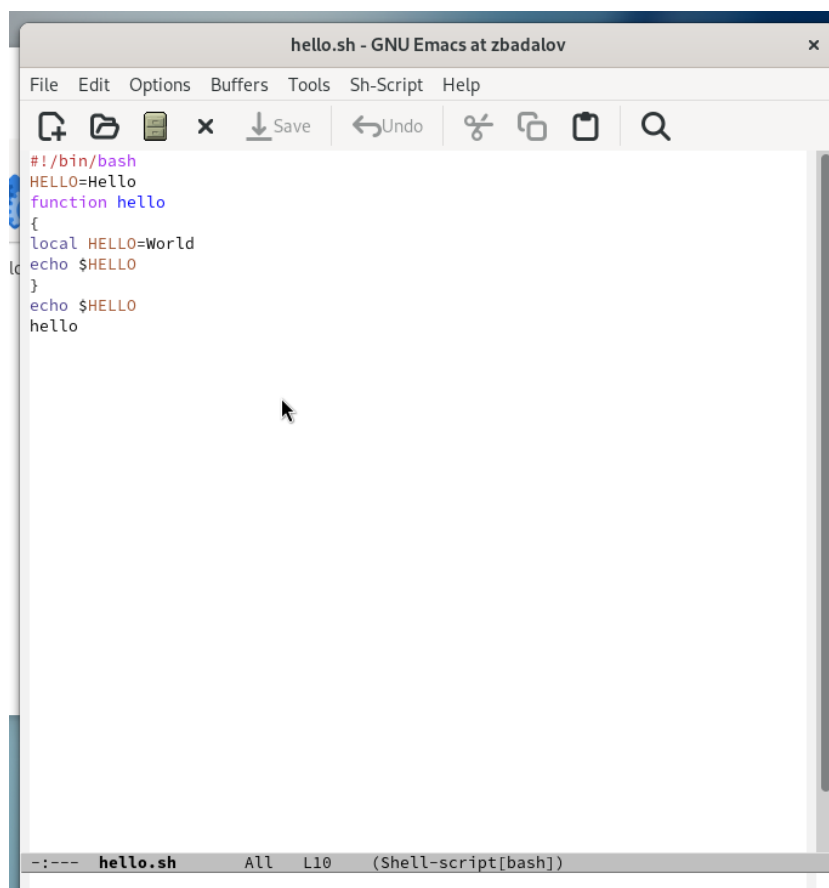 hello.sh - GNU Emacs at zbadalov
File Edit Options Buffers Tools Sh-Script Help
Save Undo
#!/bin/bash
HELLO=Hello
function hello
{
local HELLO=World
echo $HELLO
}
echo $HELLO
hello
-:--- hello.sh All L10 (Shell-script[bash])